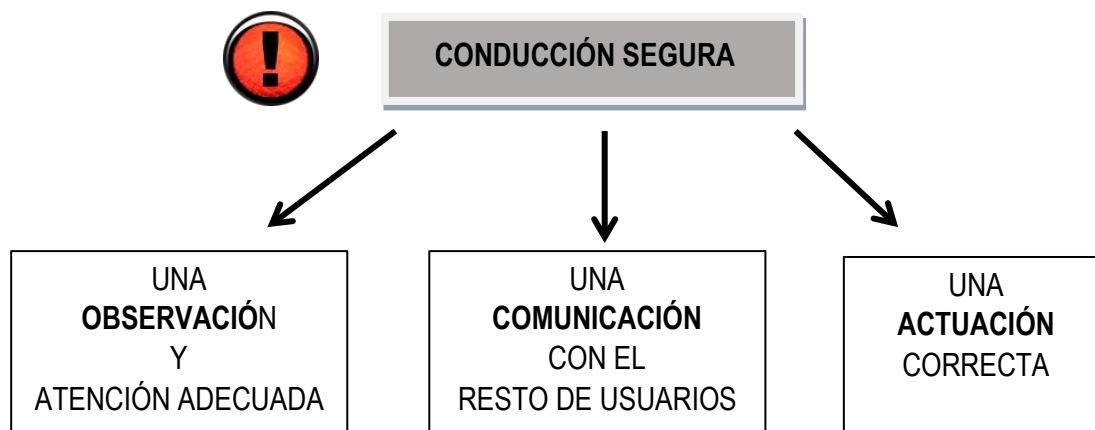 CONDUCCIÓN SEGURA
UNA
OBSERVACIÓN
Y
ATENCIÓN ADECUADA
UNA
COMUNICACIÓN
CON EL
RESTO DE USUARIOS
UNA
ACTUACIÓN
CORRECTA